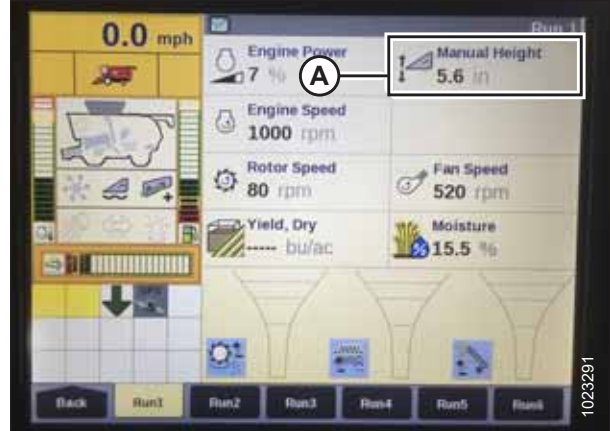 0.0 mph
Run 1
Engine Power
7 %
A
Manual Height
5.6 in
Engine Speed
1000 rpm
Rotor Speed
80 rpm
Fan Speed
520 rpm
Yield, Dry
----- bu/ac
Moisture
15.5 %
Back
Run1
Run2
Run3
Run4
Run5
Run6
1023291